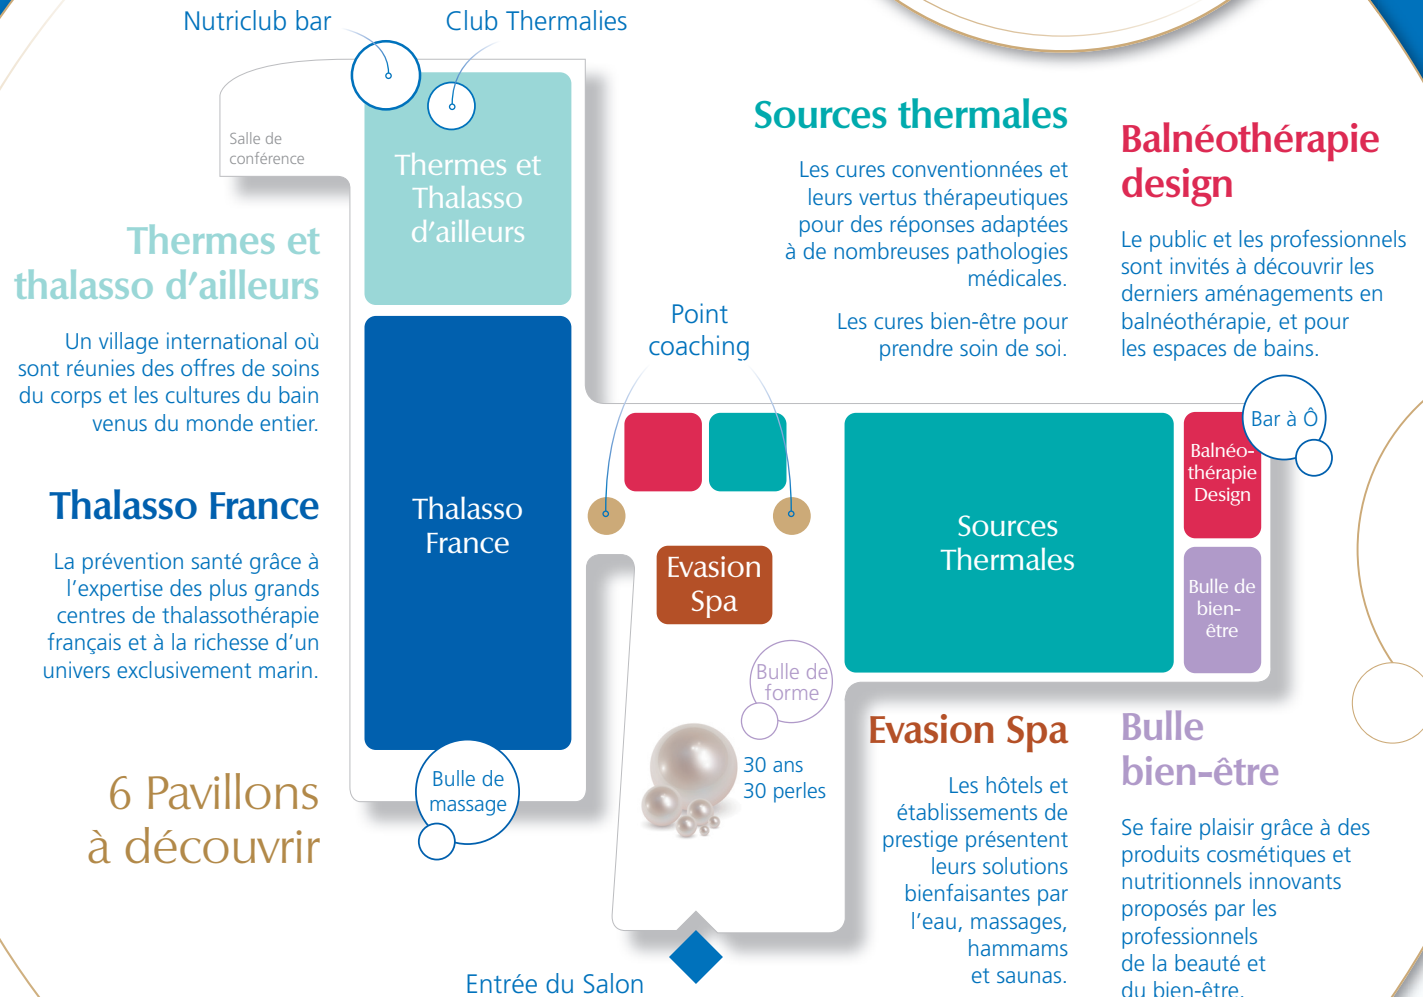 Nutriclub bar
Club Thermalies
Salle de
conférence
Thermes et
Thalasso
d'ailleurs
Thermes et
thalasso d'ailleurs
Un village international où
sont réunies des offres de soins
du corps et les cultures du bain
venus du monde entier.
Thalasso France
La prévention santé grâce à
l'expertise des plus grands
centres de thalassothérapie
français et à la richesse d'un
univers exclusivement marin.
6 Pavillons
à découvrir
Thalasso
France
Bulle de
massage
Sources thermales
Les cures conventionnées et
leurs vertus thérapeutiques
pour des réponses adaptées
à de nombreuses pathologies
médicales.
Les cures bien-être pour
prendre soin de soi.
Balnéothérapie
design
Le public et les professionnels
sont invités à découvrir les
derniers aménagements en
balnéothérapie, et pour
les espaces de bains.
Point
coaching
Bar à Ô
Balnéo-
thérapie
Design
Sources
Thermales
Evasion
Spa
Bulle de
bien-
être
Bulle de
forme
30 ans
30 perles
Evasion Spa
Les hôtels et
établissements de
prestige présentent
leurs solutions
bienfaisantes par
l'eau, massages,
hammams
et saunas.
Bulle
bien-être
Se faire plaisir grâce à des
produits cosmétiques et
nutritionnels innovants
proposés par les
professionnels
de la beauté et
du bien-être.
Entrée du Salon